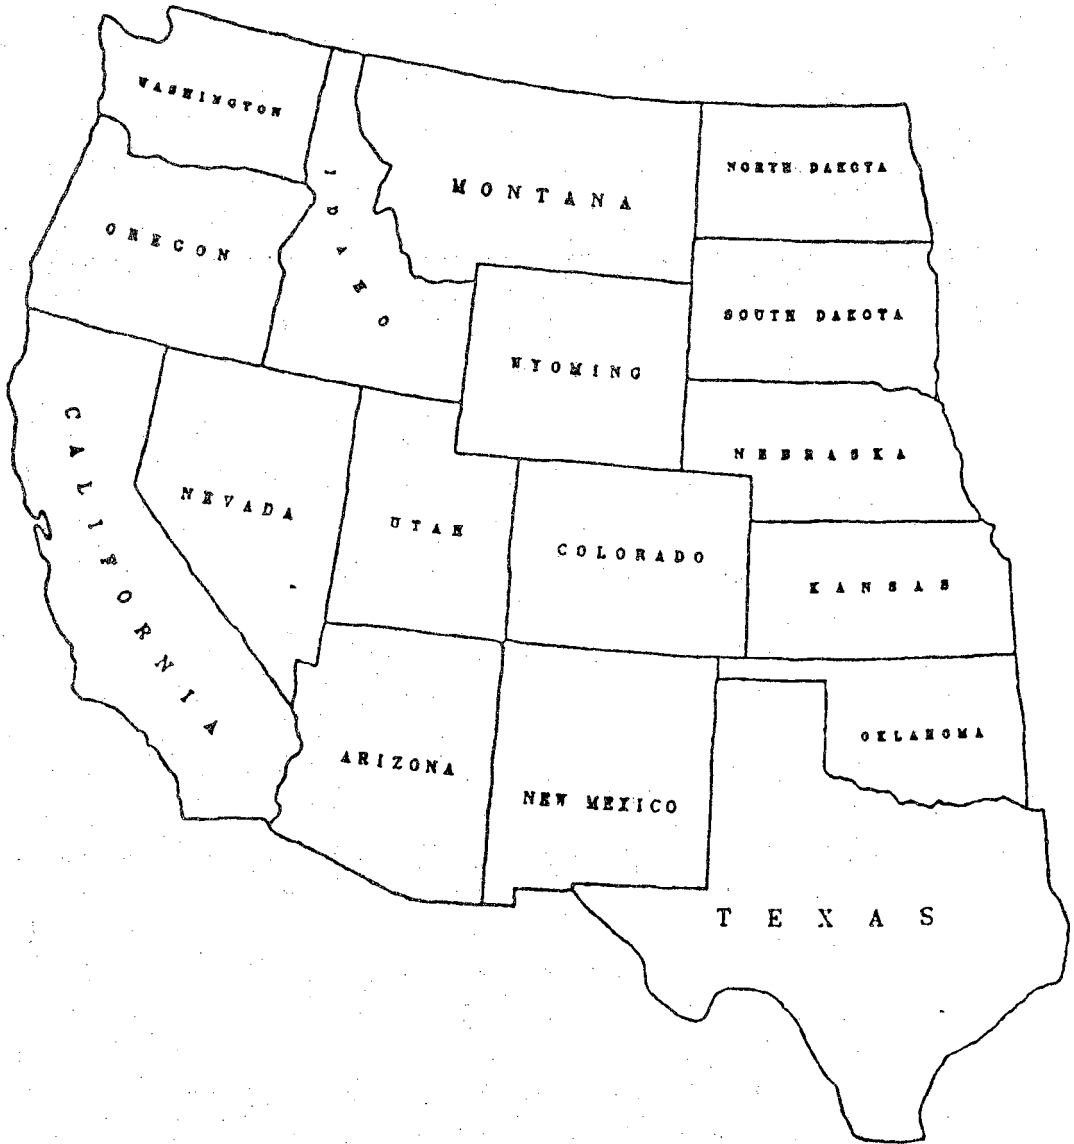 WASHINGTON
NORTH DAKOTA
MONTANA
IDAHO
OREGON
SOUTH DAKOTA
WYOMING
CALIFORNIA
NEBRASKA
NEVADA
UTAH
COLORADO
KANSAS
OKLAHOMA
ARIZONA
NEW MEXICO
TEXAS